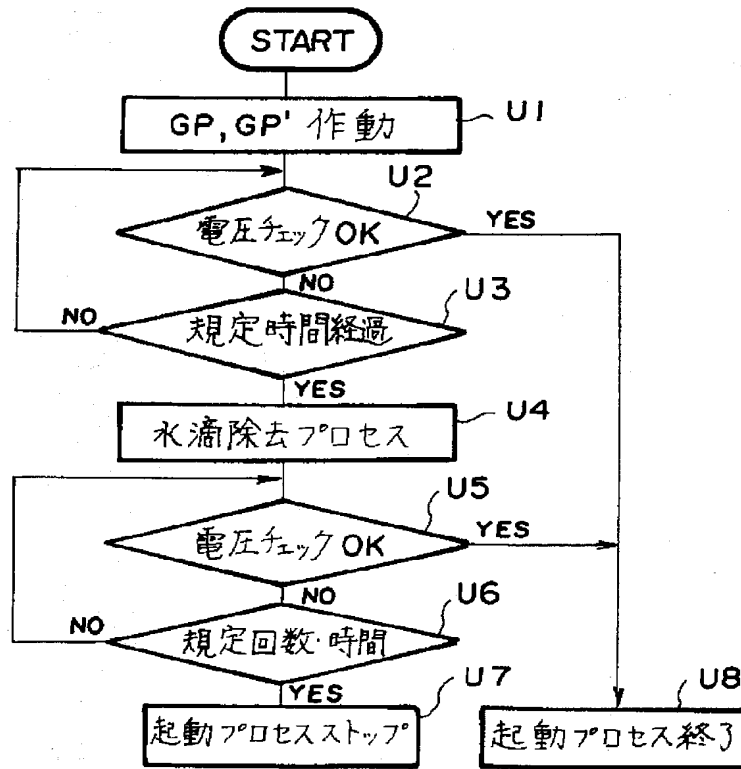 START
GP, GP' 作動
U1
U2
電圧チェックOK
YES
NO
U3
NO
規定時間経過
YES
U4
水滴除去プロセス
U5
電圧チェックOK
YES
NO
U6
NO
規定回数·時間
YES
U7
U8
起動プロセスストップ
起動プロセス終了